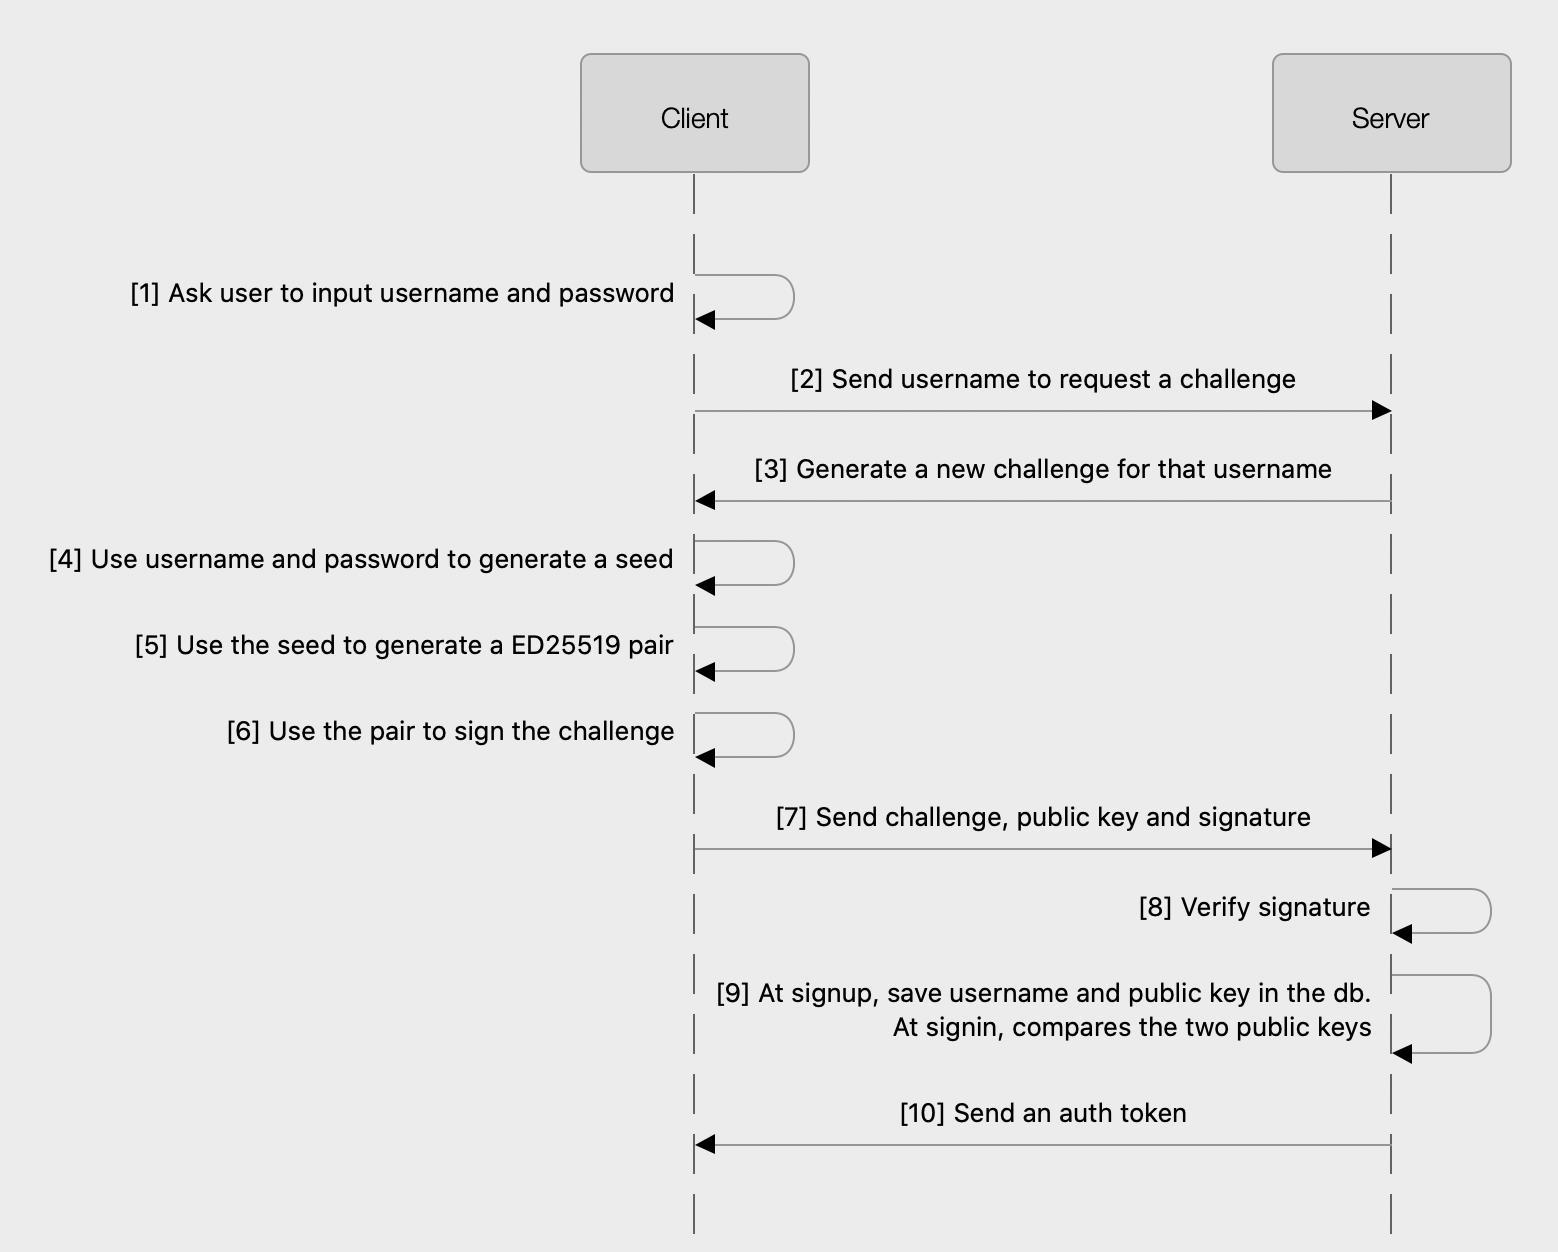 Client
Server
[1] Ask user to input username and password
[2] Send username to request a challenge
[3] Generate a new challenge for that username
[4] Use username and password to generate a seed
[5] Use the seed to generate a ED25519 pair
[6] Use the pair to sign the challenge
[7] Send challenge, public key and signature
[8] Verify signature
[9] At signup, save username and public key in the db.
At signin, compares the two public keys
[10] Send an auth token